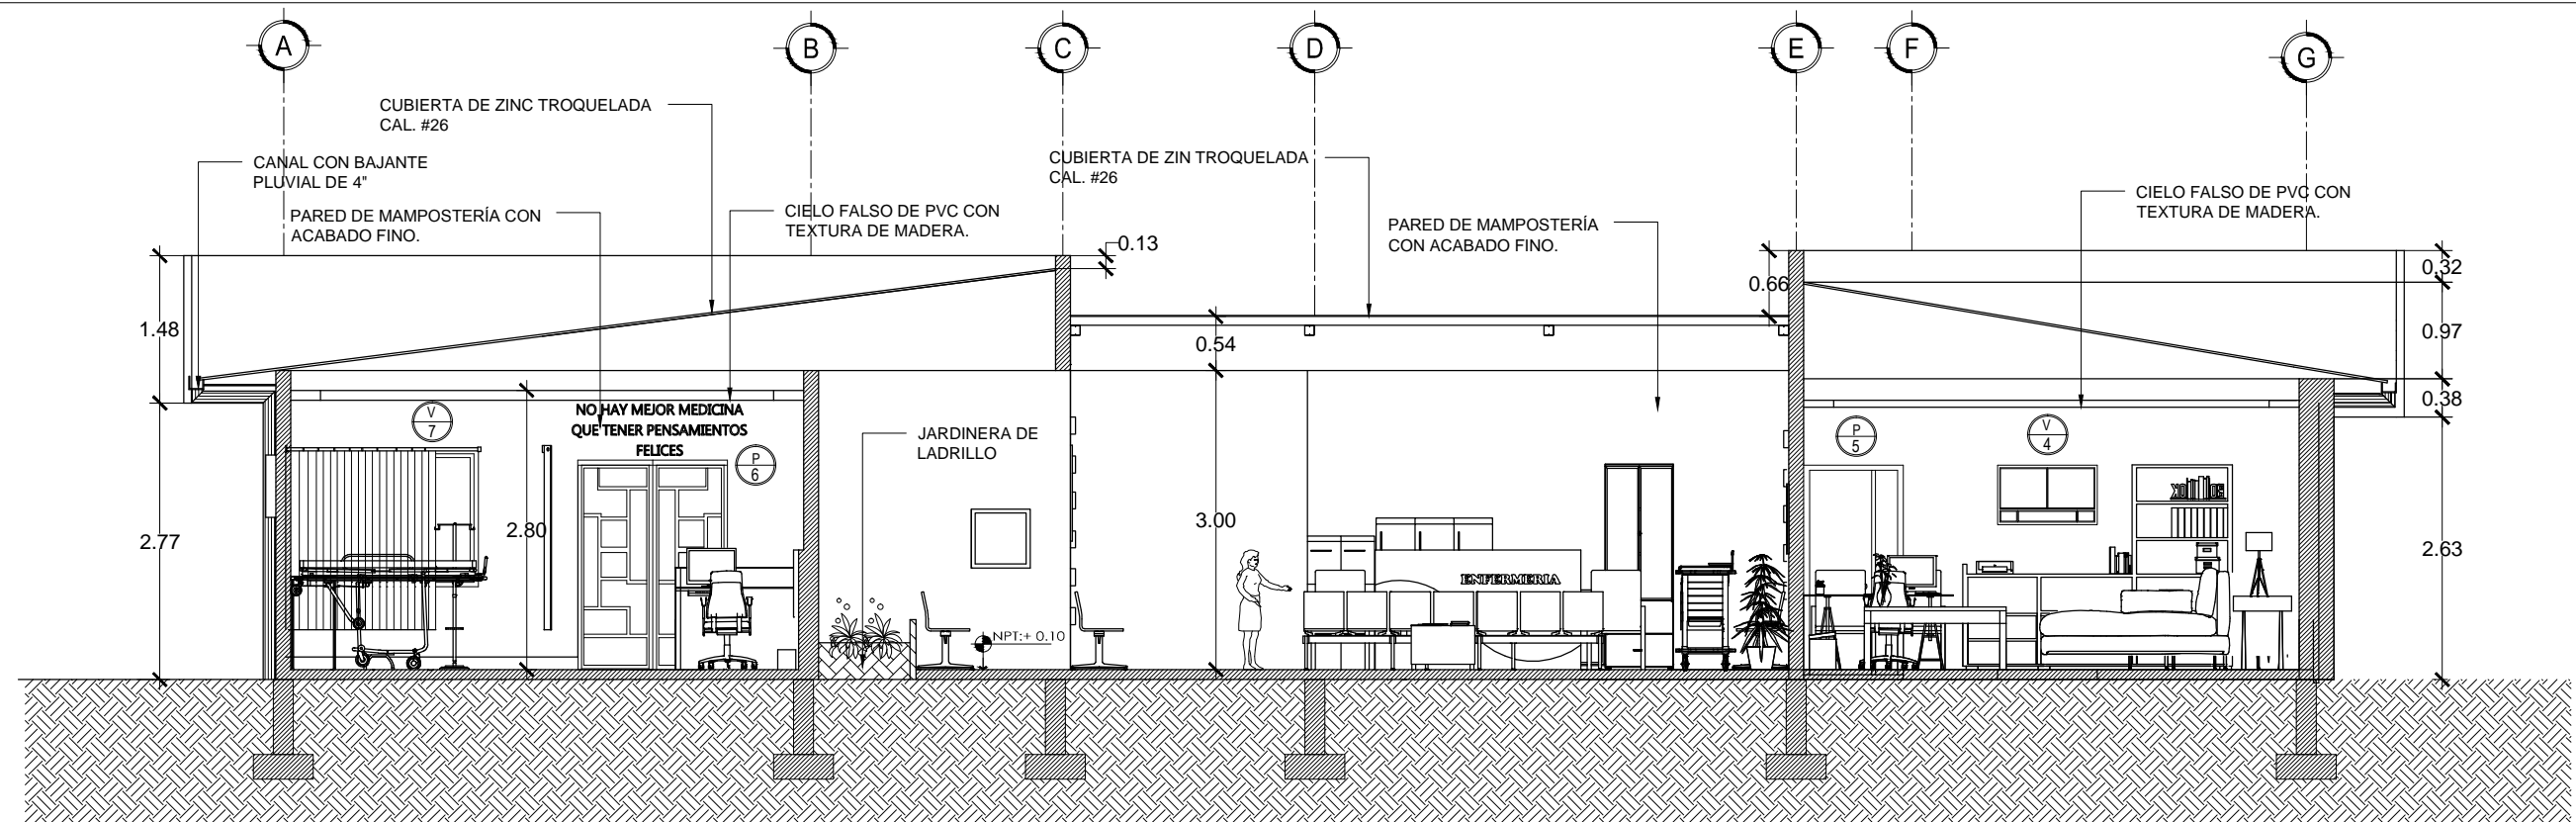 A
B
C
D
E
F
G
CUBIERTA DE ZINC TROQUELADA
CAL. #26
CANAL CON BAJANTE
PLUVIAL DE 4"
PARED DE MAMPOSTERÍA CON
ACABADO FINO.
CIELO FALSO DE PVC CON
TEXTURA DE MADERA.
CUBIERTA DE ZIN TROQUELADA
CAL. #26
PARED DE MAMPOSTERÍA
CON ACABADO FINO.
CIELO FALSO DE PVC CON
TEXTURA DE MADERA.
0.13
0.66
0.32
1.48
0.54
0.97
0.38
NO HAY MEJOR MEDICINA
QUE TENER PENSAMIENTOS
FELICES
V
7
P
6
JARDINERA DE
LADRILLO
P
5
V
4
2.77
2.80
3.00
2.63
ENFERMERIA
NPT:+ 0.10